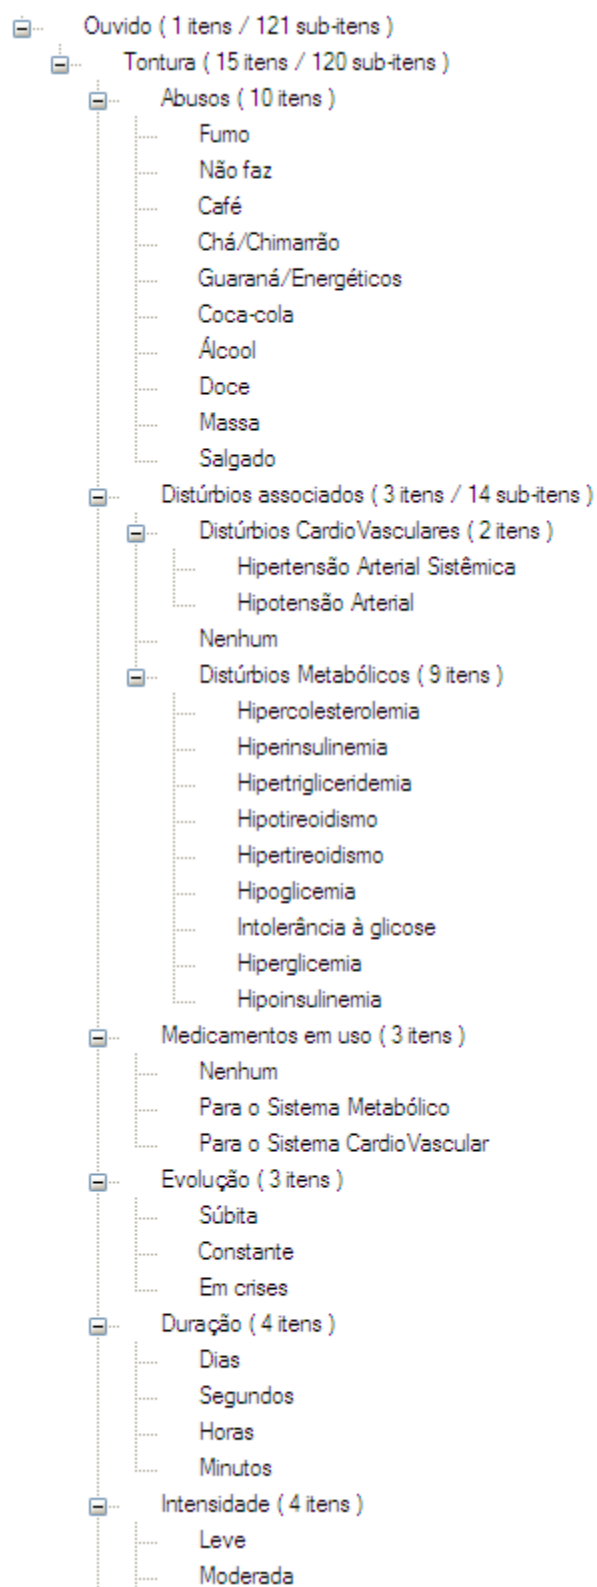 Ouvido ( 1 itens / 121 sub-itens )
Tontura ( 15 itens / 120 sub-itens )
Abusos ( 10 itens )
Fumo
Não faz
Café
Chá/Chimarrão
Guaraná/Energéticos
Coca-cola
Álcool
Doce
Massa
Salgado
Distúrbios associados ( 3 itens / 14 sub-itens )
Distúrbios CardioVasculares ( 2 itens )
Hipertensão Arterial Sistêmica
Hipotensão Arterial
Nenhum
Distúrbios Metabólicos ( 9 itens )
Hipercolesterolemia
Hiperinsulinemia
Hipertrigliceridemia
Hipotireoidismo
Hipertireoidismo
Hipoglicemia
Intolerância à glicose
Hiperglicemia
Hipoinsulinemia
Medicamentos em uso ( 3 itens )
Nenhum
Para o Sistema Metabólico
Para o Sistema CardioVascular
Evolução ( 3 itens )
Súbita
Constante
Em crises
Duração ( 4 itens )
Dias
Segundos
Horas
Minutos
Intensidade ( 4 itens )
Leve
Moderada